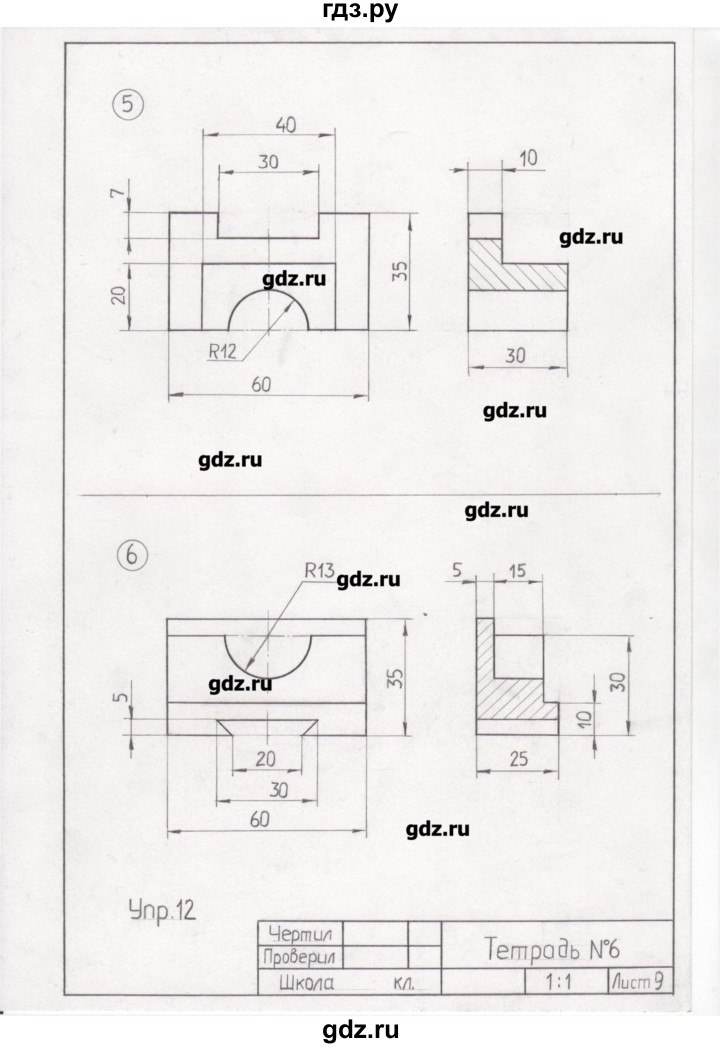 гдз.ру
5
40
30
10
7
gdz.ru
gdz.ru
20
35
R12
30
60
gdz.ru
gdz.ru
gdz.ru
6
R13
gdz.ru
5 15
gdz.ru
35
30
5
10
20
25
30
60
gdz.ru
Упр.12
Чертил
Проверил
Тетрадь №6
Школа кл.
1:1
Лист 9
gdz.ru